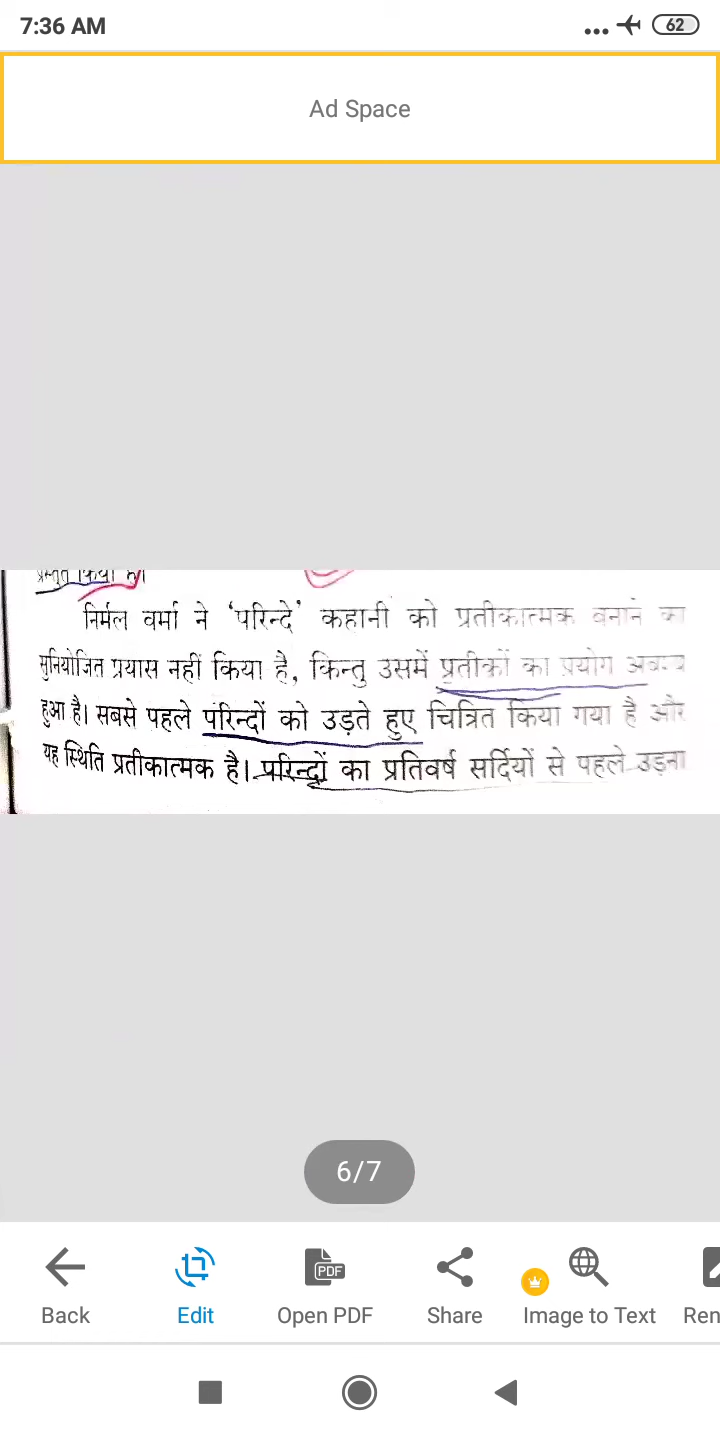 7:36 AM
62
Ad Space
प्रस्तुत किया है।
निर्मल वर्मा ने ‘परिन्दे’ कहानी को प्रतीकात्मक बनाने का
सुनियोजित प्रयास नहीं किया है, किन्तु उसमें प्रतीकों का प्रयोग अवश्य
हुआ है। सबसे पहले परिन्दों को उड़ते हुए चित्रित किया गया है और
यह स्थिति प्रतीकात्मक है। परिन्दों का प्रतिवर्ष सर्दियों से पहले उड़ना
6/7
PDF
Back
Edit
Open PDF
Share
Image to Text
Ren